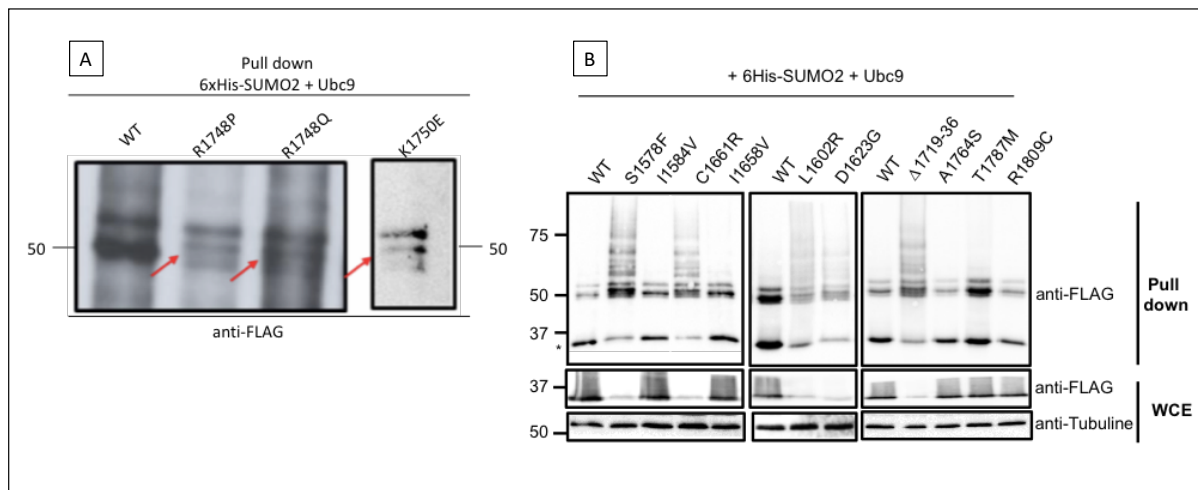 A
Pull down
6xHis-SUMO2 + Ubc9
WT
R1748P
R1748Q
K1750E
50
50
anti-FLAG
B
+ 6His-SUMO2 + Ubc9
WT
S1578F
I1584V
C1661R
I1658V
WT
L1602R
D1623G
WT
Δ1719-36
A1764S
T1787M
R1809C
75
50
37
*
anti-FLAG
Pull down
37
anti-FLAG
WCE
50
anti-Tubuline